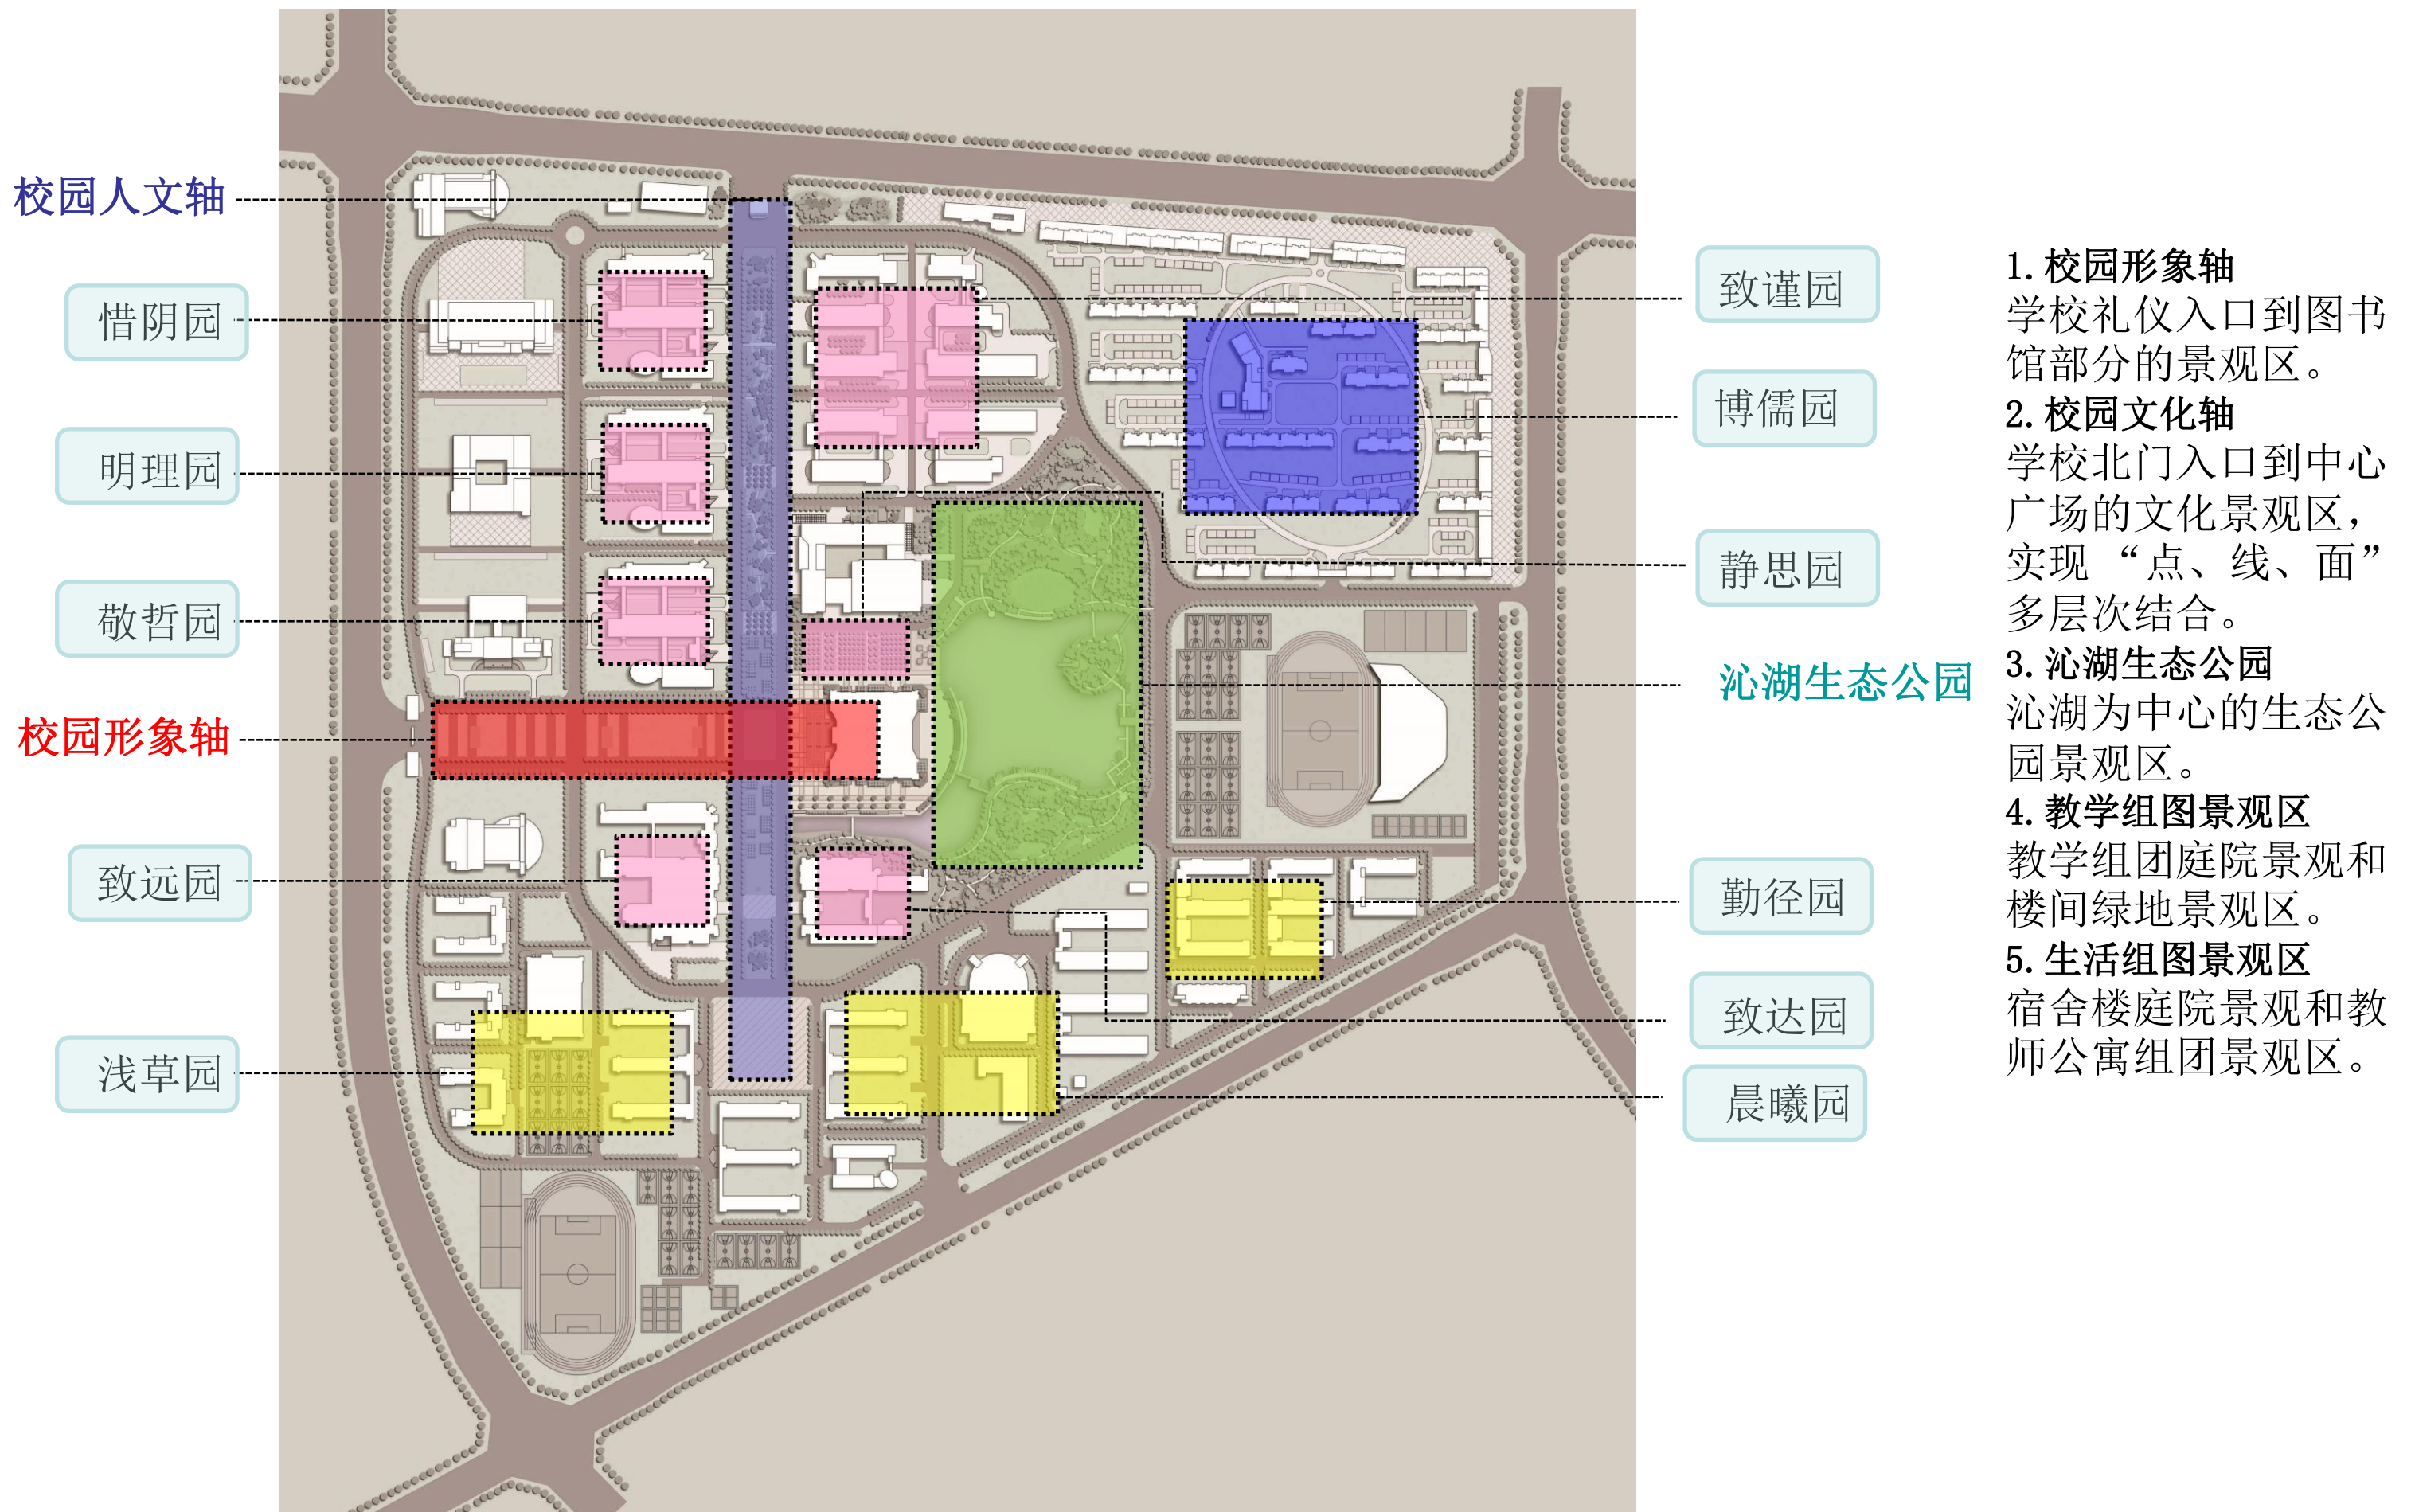 校园人文轴
惜阴园
明理园
敬哲园
校园形象轴
致远园
浅草园
致谨园
博儒园
静思园
沁湖生态公园
勤径园
致达园
晨曦园
1.校园形象轴
学校礼仪入口到图书
馆部分的景观区。
2.校园文化轴
学校北门入口到中心
广场的文化景观区，
实现 “点、线、面”
多层次结合。
3.沁湖生态公园
沁湖为中心的生态公
园景观区。
4.教学组图景观区
教学组团庭院景观和
楼间绿地景观区。
5.生活组图景观区
宿舍楼庭院景观和教
师公寓组团景观区。